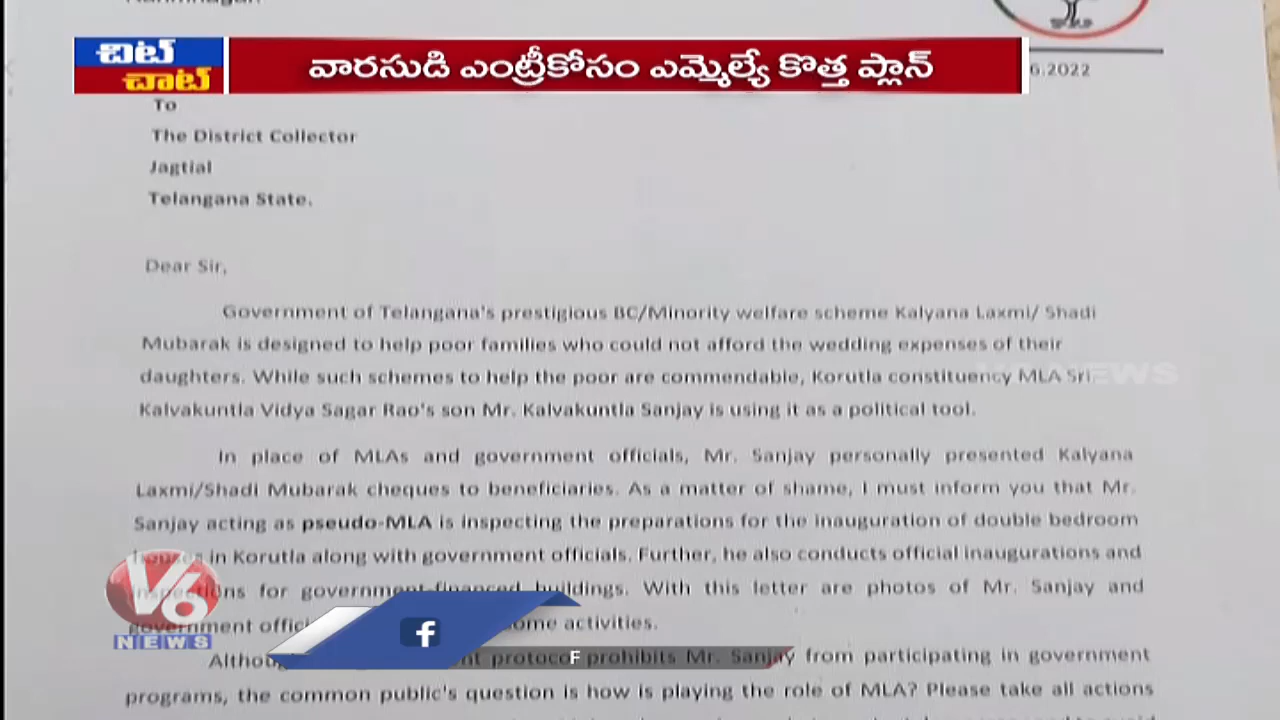 చిట్ చాట్
వారసుడి ఎంట్రీకోసం ఎమ్మెల్యే కొత్త ప్లాన్
6.2022
To
The District Collector
Jagtial
Telangana State.
Dear Sir,
Government of Telangana's prestigious BC/Minority welfare scheme Kalyana Laxmi/ Shadi
Mubarak is designed to help poor families who could not afford the wedding expenses of their
daughters. While such schemes to help the poor are commendable, Korutla constituency MLA Sri
Kalvakuntla Vidya Sagar Rao's son Mr. Kalvakuntla Sanjay is using it as a political tool.
In place of MLAs and government officials, Mr. Sanjay personally presented Kalyana
Laxmi/Shadi Mubarak cheques to beneficiaries. As a matter of shame, I must inform you that Mr.
Sanjay acting as pseudo-MLA is inspecting the preparations for the inauguration of double bedroom
houses in Korutla along with government officials. Further, he also conducts official inaugurations and
inspections for government-financed buildings. With this letter are photos of Mr. Sanjay and
government activities.
protocol prohibits Mr. Sanjay from participating in government
programs, the common public's question is how is playing the role of MLA? Please take all actions
V6
NEWS
f
F